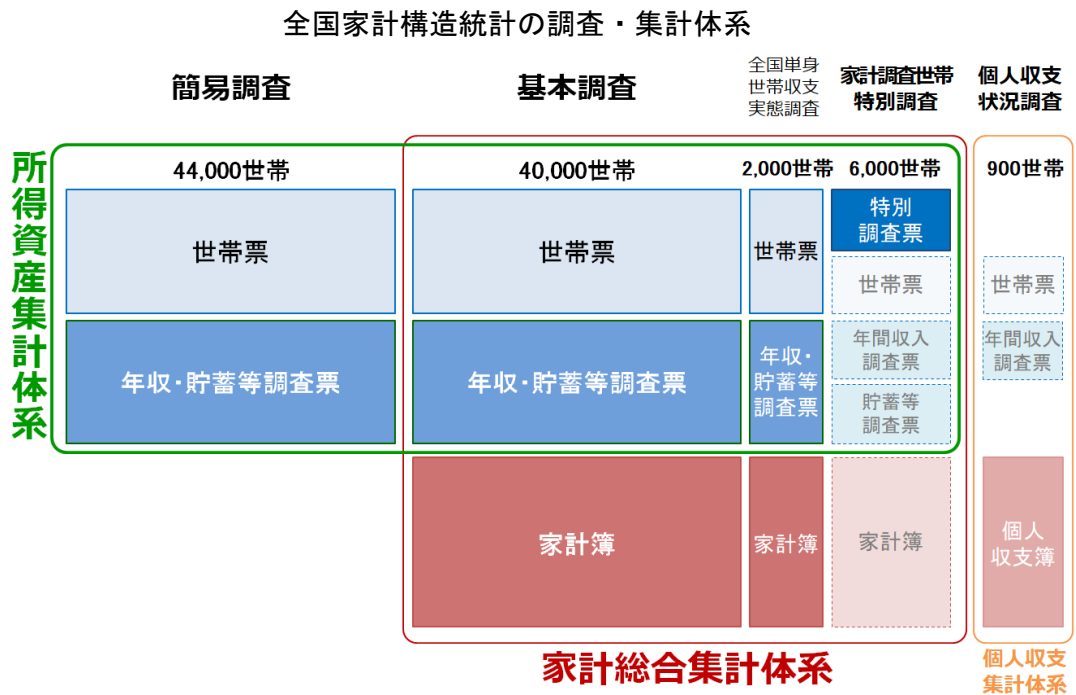 全国家計構造統計の調査・集計体系
簡易調査
基本調査
全国単身
世帯収支
実態調査
家計調査世帯
特別調査
個人収支
状況調査
所得資産集計体系
44,000世帯
40,000世帯
2,000世帯
6,000世帯
900世帯
世帯票
世帯票
世帯票
特別
調査票
世帯票
世帯票
年収・貯蓄等調査票
年収・貯蓄等調査票
年収・
貯蓄等
調査票
年間収入
調査票
貯蓄等
調査票
年間収入
調査票
家計簿
家計簿
家計簿
個人
収支簿
家計総合集計体系
個人収支
集計体系